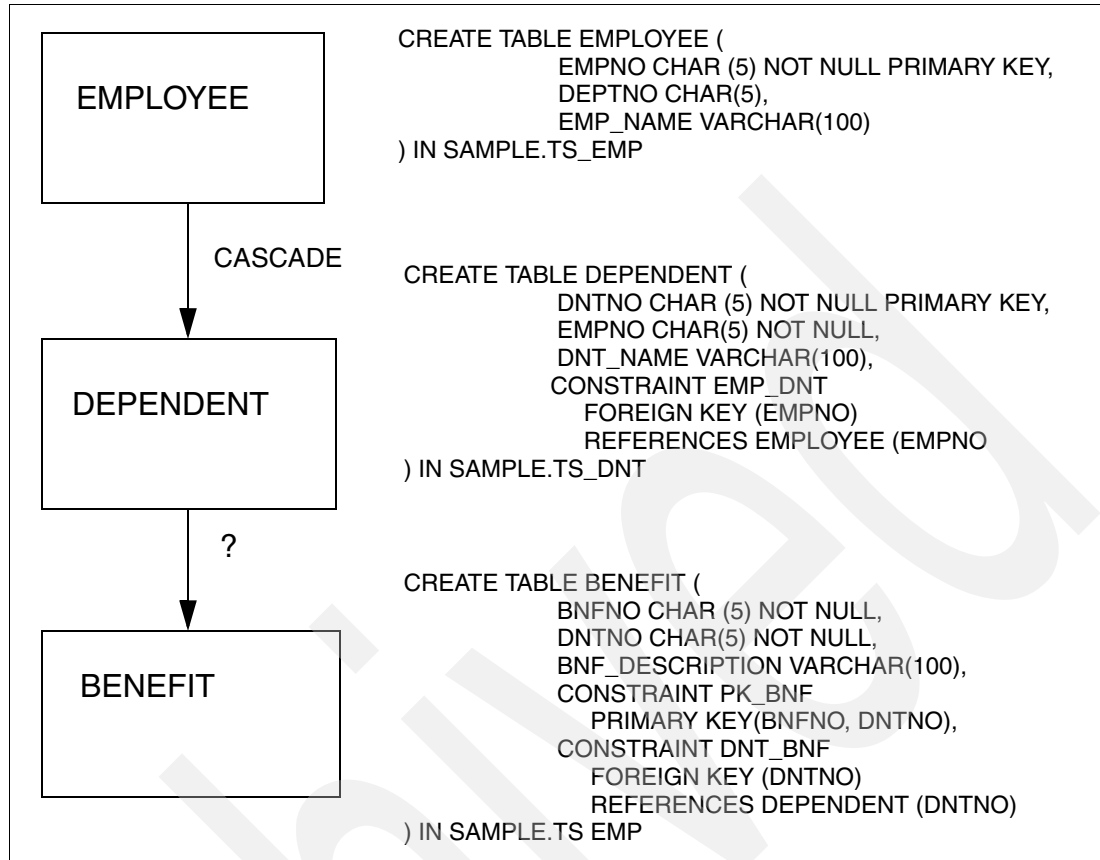 EMPLOYEE
CREATE TABLE EMPLOYEE (
EMPNO CHAR (5) NOT NULL PRIMARY KEY,
DEPTNO CHAR(5),
EMP_NAME VARCHAR(100)
) IN SAMPLE.TS_EMP
CASCADE
DEPENDENT
CREATE TABLE DEPENDENT (
DNTNO CHAR (5) NOT NULL PRIMARY KEY,
EMPNO CHAR(5) NOT NULL,
DNT_NAME VARCHAR(100),
CONSTRAINT EMP_DNT
FOREIGN KEY (EMPNO)
REFERENCES EMPLOYEE (EMPNO
) IN SAMPLE.TS_DNT
?
BENEFIT
CREATE TABLE BENEFIT (
BNFNO CHAR (5) NOT NULL,
DNTNO CHAR(5) NOT NULL,
BNF_DESCRIPTION VARCHAR(100),
CONSTRAINT PK_BNF
PRIMARY KEY(BNFNO, DNTNO),
CONSTRAINT DNT_BNF
FOREIGN KEY (DNTNO)
REFERENCES DEPENDENT (DNTNO)
) IN SAMPLE.TS EMP
hived